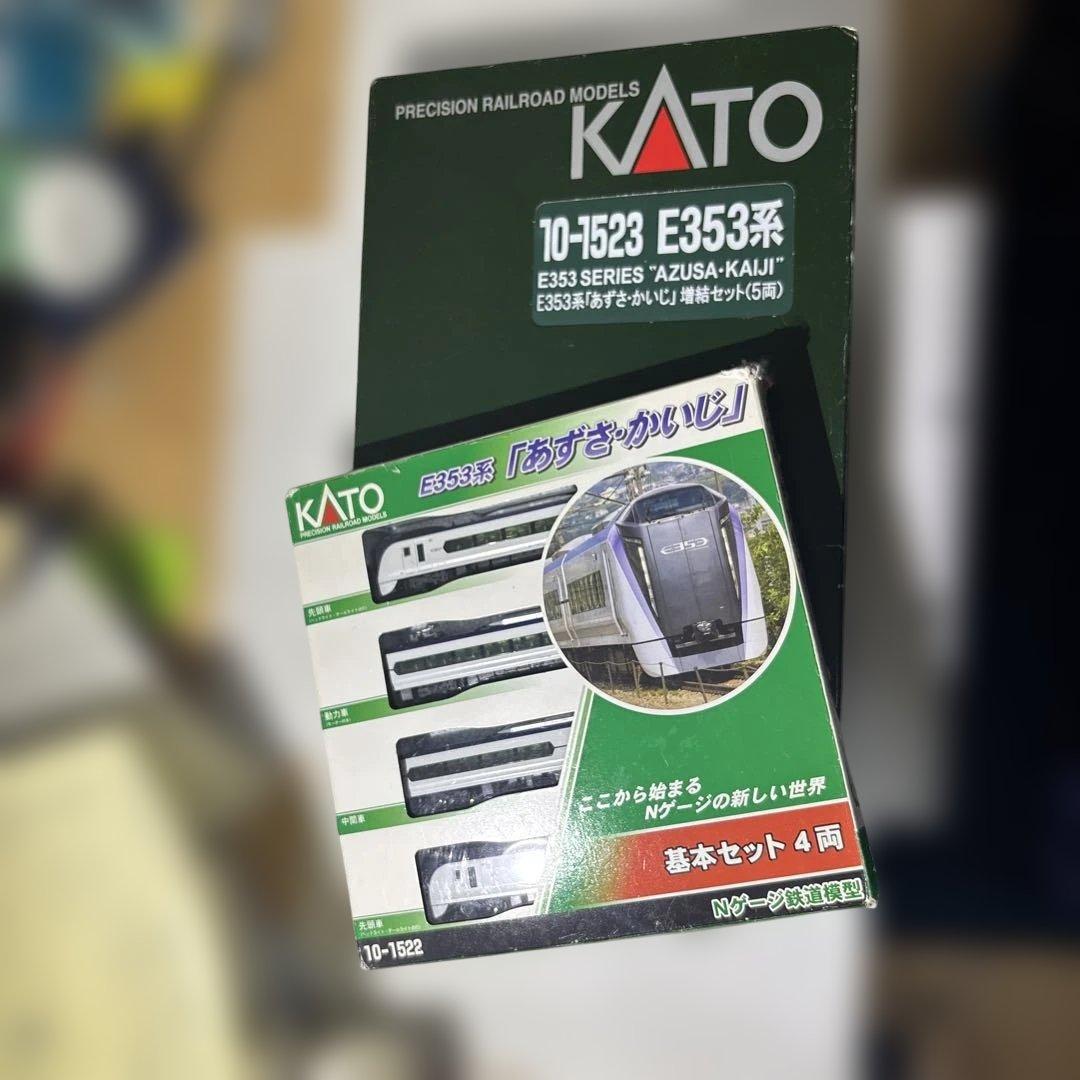 PRECISION RAILROAD MODELS
KATO
10-1523 E353系
E353 SERIES "AZUSA・KAIJI"
E353系「あずさ・かいじ」増結セット(5両)
E353系「あずさ・かいじ」
KATO
PRECISION RAILROAD MODELS
E353
先頭車
動力車
中間車
先頭車
ここから始まる
Nゲージの新しい世界
基本セット 4両
Nゲージ鉄道模型
10-1522